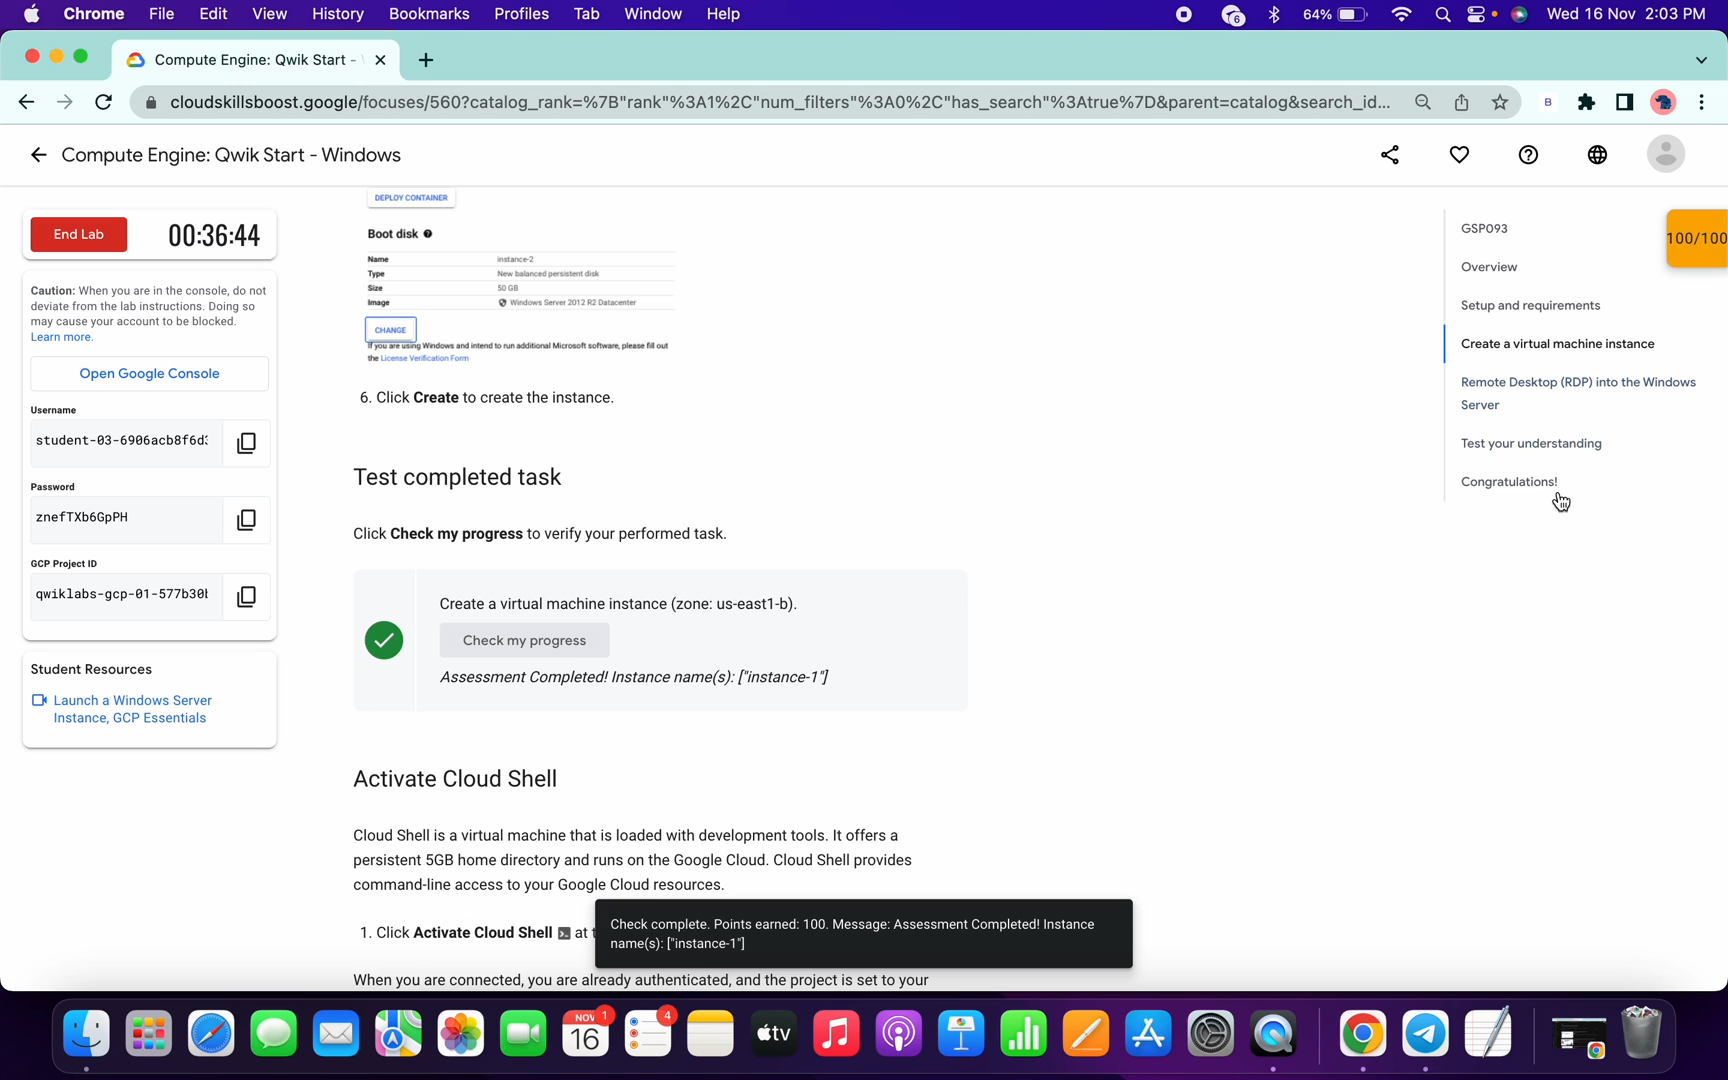 Chrome File Edit View History Bookmarks Profiles Tab Window Help 6 64% Wed 16 Nov 2:03 PM
Compute Engine: Qwik Start -
cloudskillsboost.google/focuses/560?catalog_rank=%7B"rank"%3A1%2C"num_filters"%3A0%2C"has_search"%3Atrue%7D&parent=catalog&search_id... B
Compute Engine: Qwik Start - Windows
End Lab 00:36:44
Caution: When you are in the console, do not
deviate from the lab instructions. Doing so
may cause your account to be blocked.
Learn more.
Open Google Console
Username
student-03-6906acb8f6d
Password
znefTXb6GpPH
GCP Project ID
qwiklabs-gcp-01-577b30
Student Resources
Launch a Windows Server
Instance, GCP Essentials
DEPLOY CONTAINER
Boot disk
Name instance-2
Type New balanced persistent disk
Size 50 GB
Image Windows Server 2012 R2 Datacenter
CHANGE
If you are using Windows and intend to run additional Microsoft software, please fill out
the License Verification Form
6. Click Create to create the instance.
Test completed task
Click Check my progress to verify your performed task.
Create a virtual machine instance (zone: us-east1-b).
Check my progress
Assessment Completed! Instance name(s): ["instance-1"]
Activate Cloud Shell
Cloud Shell is a virtual machine that is loaded with development tools. It offers a
persistent 5GB home directory and runs on the Google Cloud. Cloud Shell provides
command-line access to your Google Cloud resources.
1. Click Activate Cloud Shell at
Check complete. Points earned: 100. Message: Assessment Completed! Instance
name(s): ["instance-1"]
When you are connected, you are already authenticated, and the project is set to your
GSP093
Overview
Setup and requirements
Create a virtual machine instance
Remote Desktop (RDP) into the Windows
Server
Test your understanding
Congratulations!
100/100
NOV
16
1
4
tv